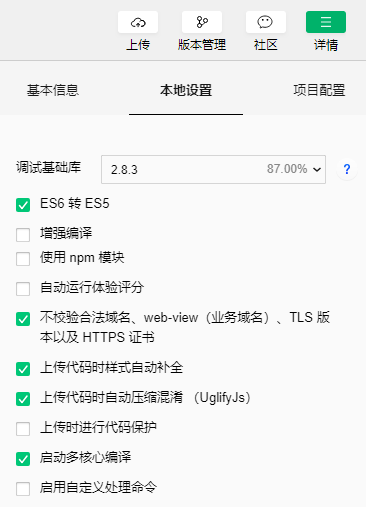 上传 版本管理 社区 详情
基本信息 本地设置 项目配置
调试基础库 2.8.3 87.00% ?
ES6 转 ES5
增强编译
使用 npm 模块
自动运行体验评分
不校验合法域名、web-view（业务域名）、TLS 版
本以及 HTTPS 证书
上传代码时样式自动补全
上传代码时自动压缩混淆 （UglifyJs）
上传时进行代码保护
启动多核心编译
启用自定义处理命令